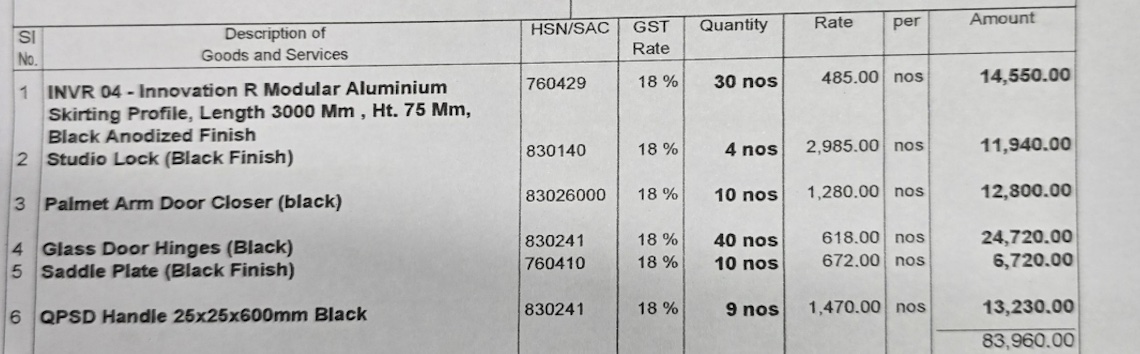 Sl No. Description of Goods and Services HSN/SAC GST Rate Quantity Rate per Amount
1 INVR 04 - Innovation R Modular Aluminium 760429 18 % 30 nos 485.00 nos 14,550.00
Skirting Profile, Length 3000 Mm , Ht. 75 Mm,
Black Anodized Finish
2 Studio Lock (Black Finish) 830140 18 % 4 nos 2,985.00 nos 11,940.00
3 Palmet Arm Door Closer (black) 83026000 18 % 10 nos 1,280.00 nos 12,800.00
4 Glass Door Hinges (Black) 830241 18 % 40 nos 618.00 nos 24,720.00
5 Saddle Plate (Black Finish) 760410 18 % 10 nos 672.00 nos 6,720.00
6 QPSD Handle 25x25x600mm Black 830241 18 % 9 nos 1,470.00 nos 13,230.00
83,960.00